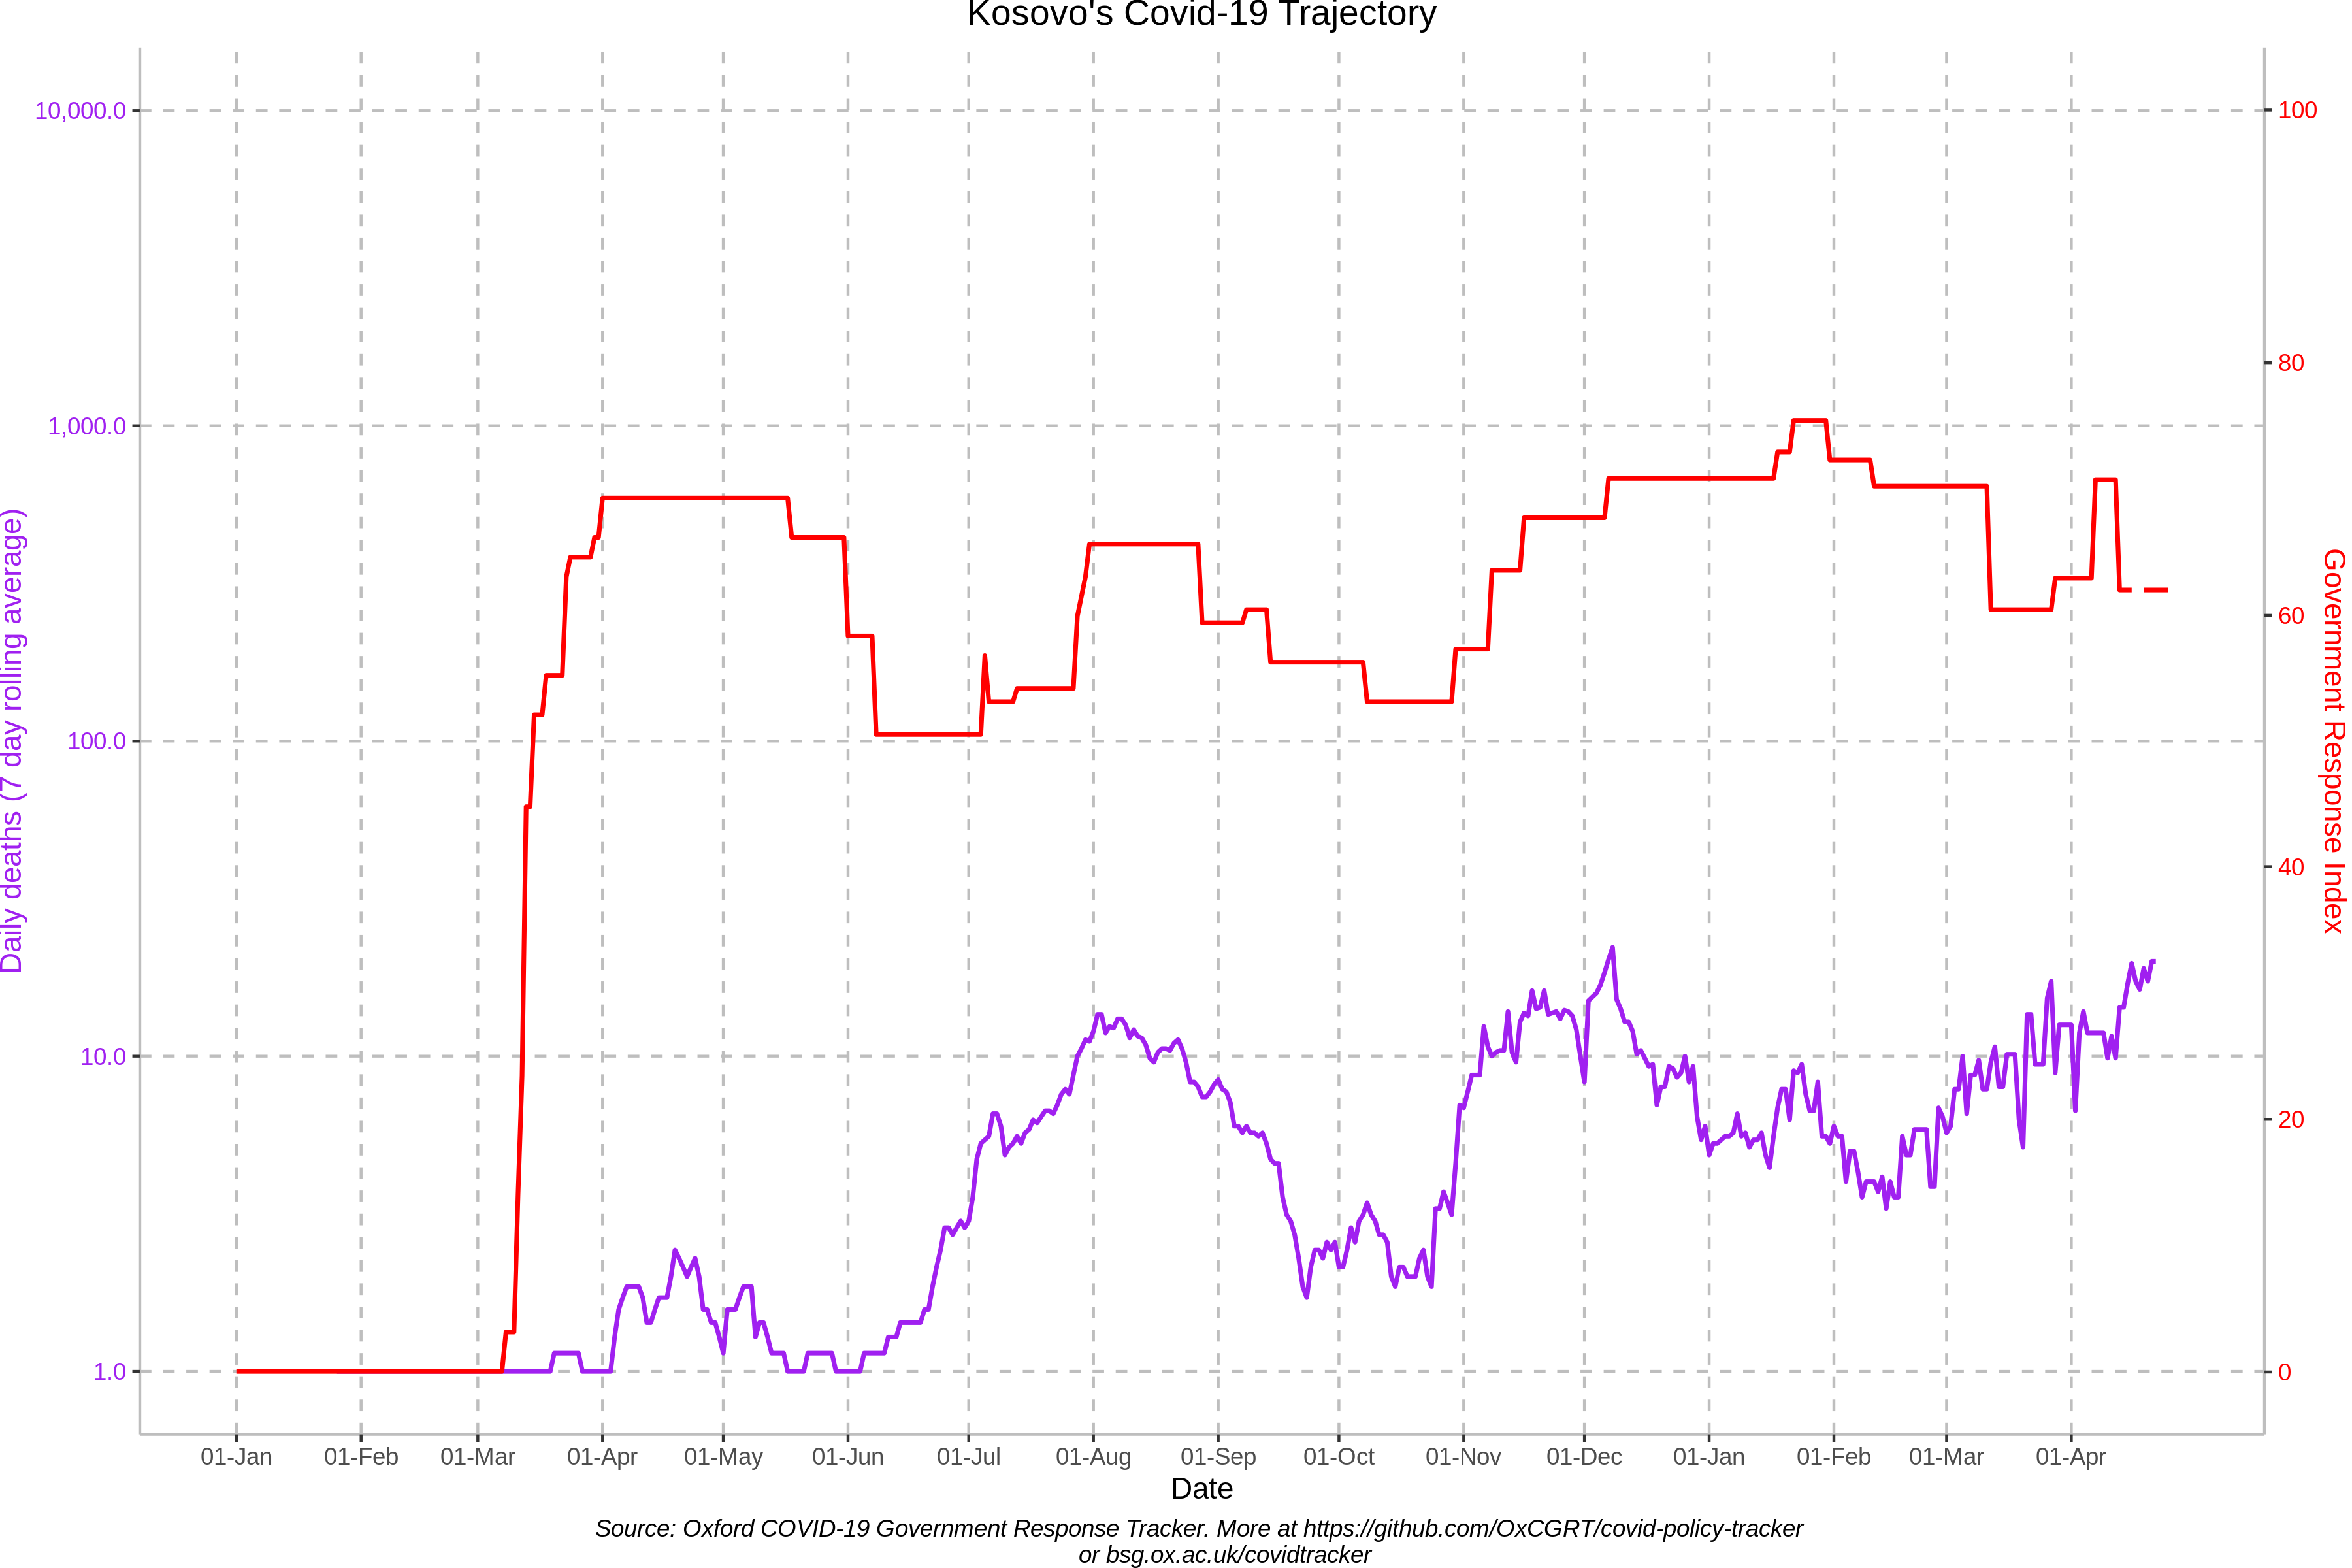 Kosovo's Covid-19 Trajectory
10,000.0
1,000.0
100.0
10.0
1.0
Daily deaths (7 day rolling average)
100
80
60
40
20
0
Government Response Index
01-Jan 01-Feb 01-Mar 01-Apr 01-May 01-Jun 01-Jul 01-Aug 01-Sep 01-Oct 01-Nov 01-Dec 01-Jan 01-Feb 01-Mar 01-Apr
Date
Source: Oxford COVID-19 Government Response Tracker. More at https://github.com/OxCGRT/covid-policy-tracker
or bsg.ox.ac.uk/covidtracker